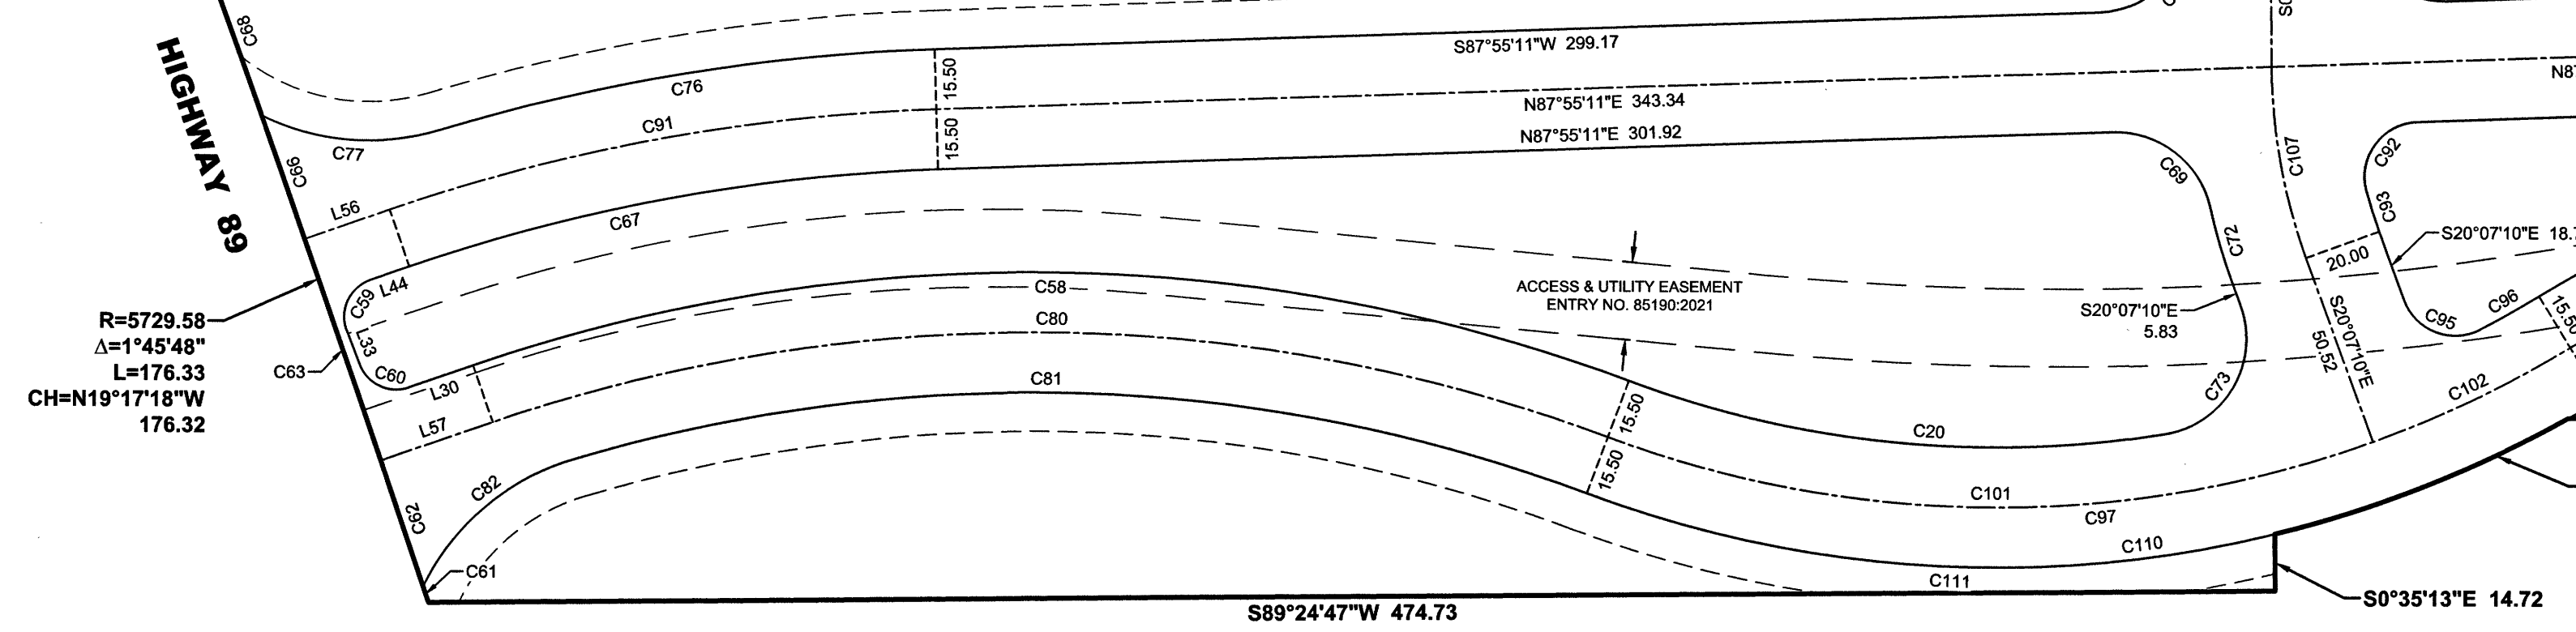 C68
HIGHWAY 89
S87°55'11"W 299.17
C76
15.50
N87°55'11"E 343.34
C91
15.50
N87°55'11"E 301.92
C77
C66
L56
C67
C69
C107
C92
C93
C72
S20°07'10"E 18.7
20.00
C59
L44
ACCESS & UTILITY EASEMENT
ENTRY NO. 85190:2021
C58
C80
S20°07'10"E
5.83
R=5729.58
Δ=1°45'48"
L=176.33
CH=N19°17'18"W
176.32
C63
L33
C60
L30
C81
L57
S20°07'10"E
50.52
C95
C96
15.50
C73
C102
15.50
C20
15.50
C82
C62
C101
C97
C110
C61
C111
S89°24'47"W 474.73
S0°35'13"E 14.72